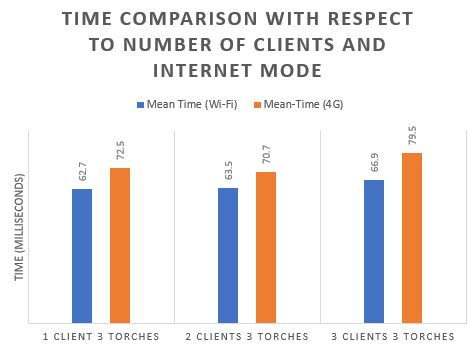 TIME COMPARISON WITH RESPECT
TO NUMBER OF CLIENTS AND
INTERNET MODE
Mean Time (Wi-Fi) Mean-Time (4G)
TIME (MILLISECONDS)
62.7
72.5
63.5
70.7
66.9
79.5
1 CLIENT 3 TORCHES 2 CLIENTS 3 TORCHES 3 CLIENTS 3 TORCHES